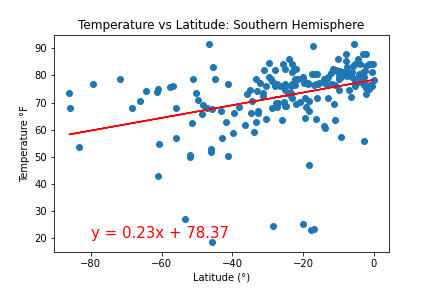 Temperature vs Latitude: Southern Hemisphere
90
80
70
60
50
40
30
20
Temperature °F
y = 0.23x + 78.37
−80 −60 −40 −20 0
Latitude (°)